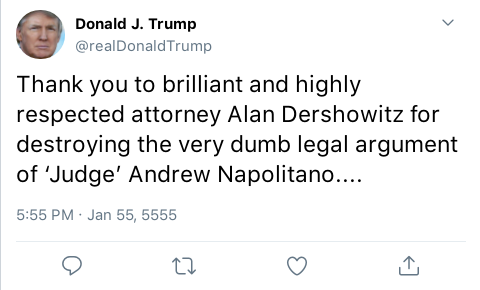 Donald J. Trump
@realDonaldTrump
Thank you to brilliant and highly
respected attorney Alan Dershowitz for
destroying the very dumb legal argument
of ‘Judge’ Andrew Napolitano....
5:55 PM · Jan 55, 5555